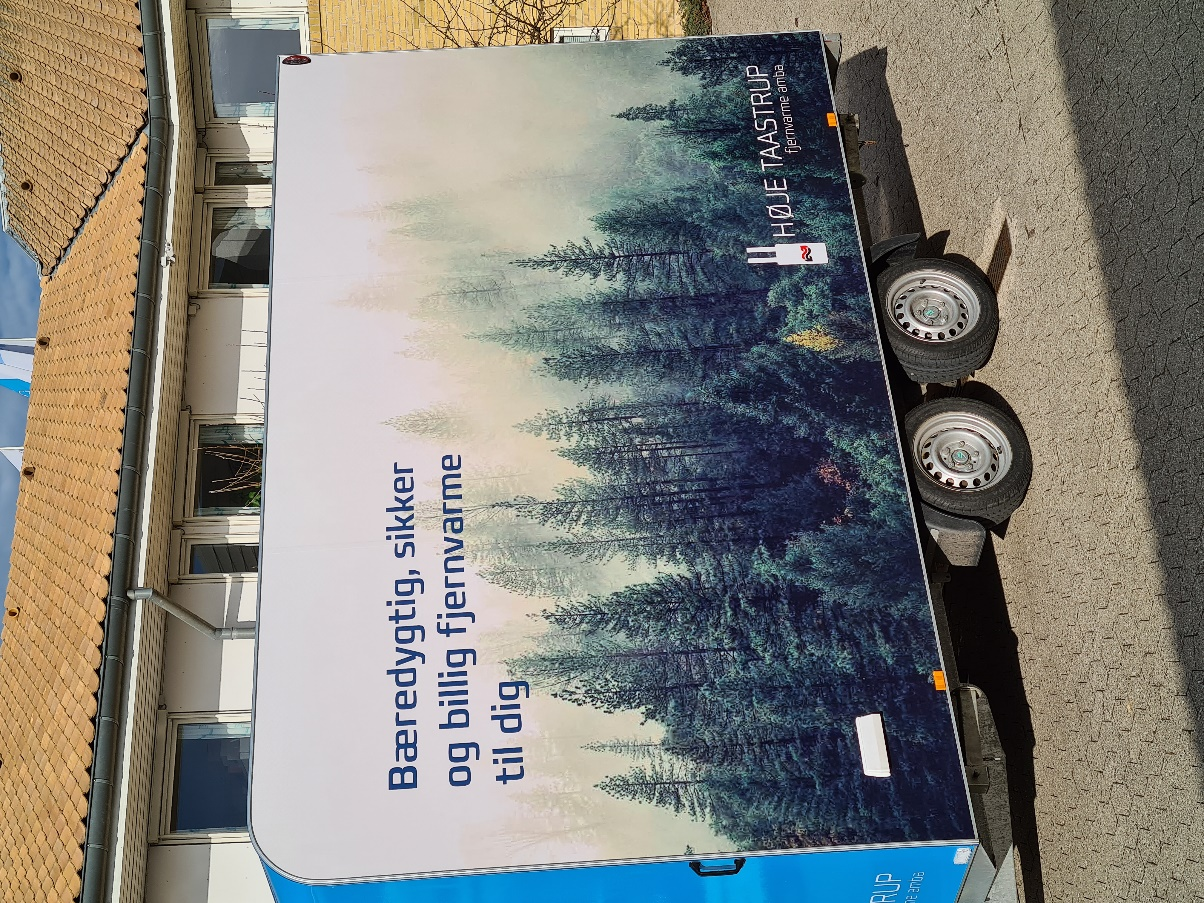 Bæredygtig, sikker
og billig fjernvarme
til dig
HØJE TAASTRUP
fjernvarme amba